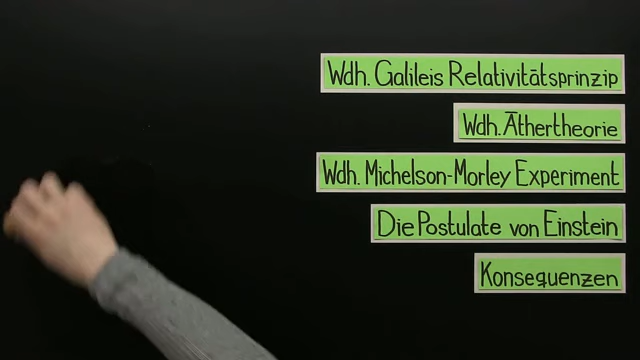 Wdh. Galileis Relativitätsprinzip
Wdh. Äthertheorie
Wdh. Michelson-Morley Experiment
Die Postulate von Einstein
Konsequenzen